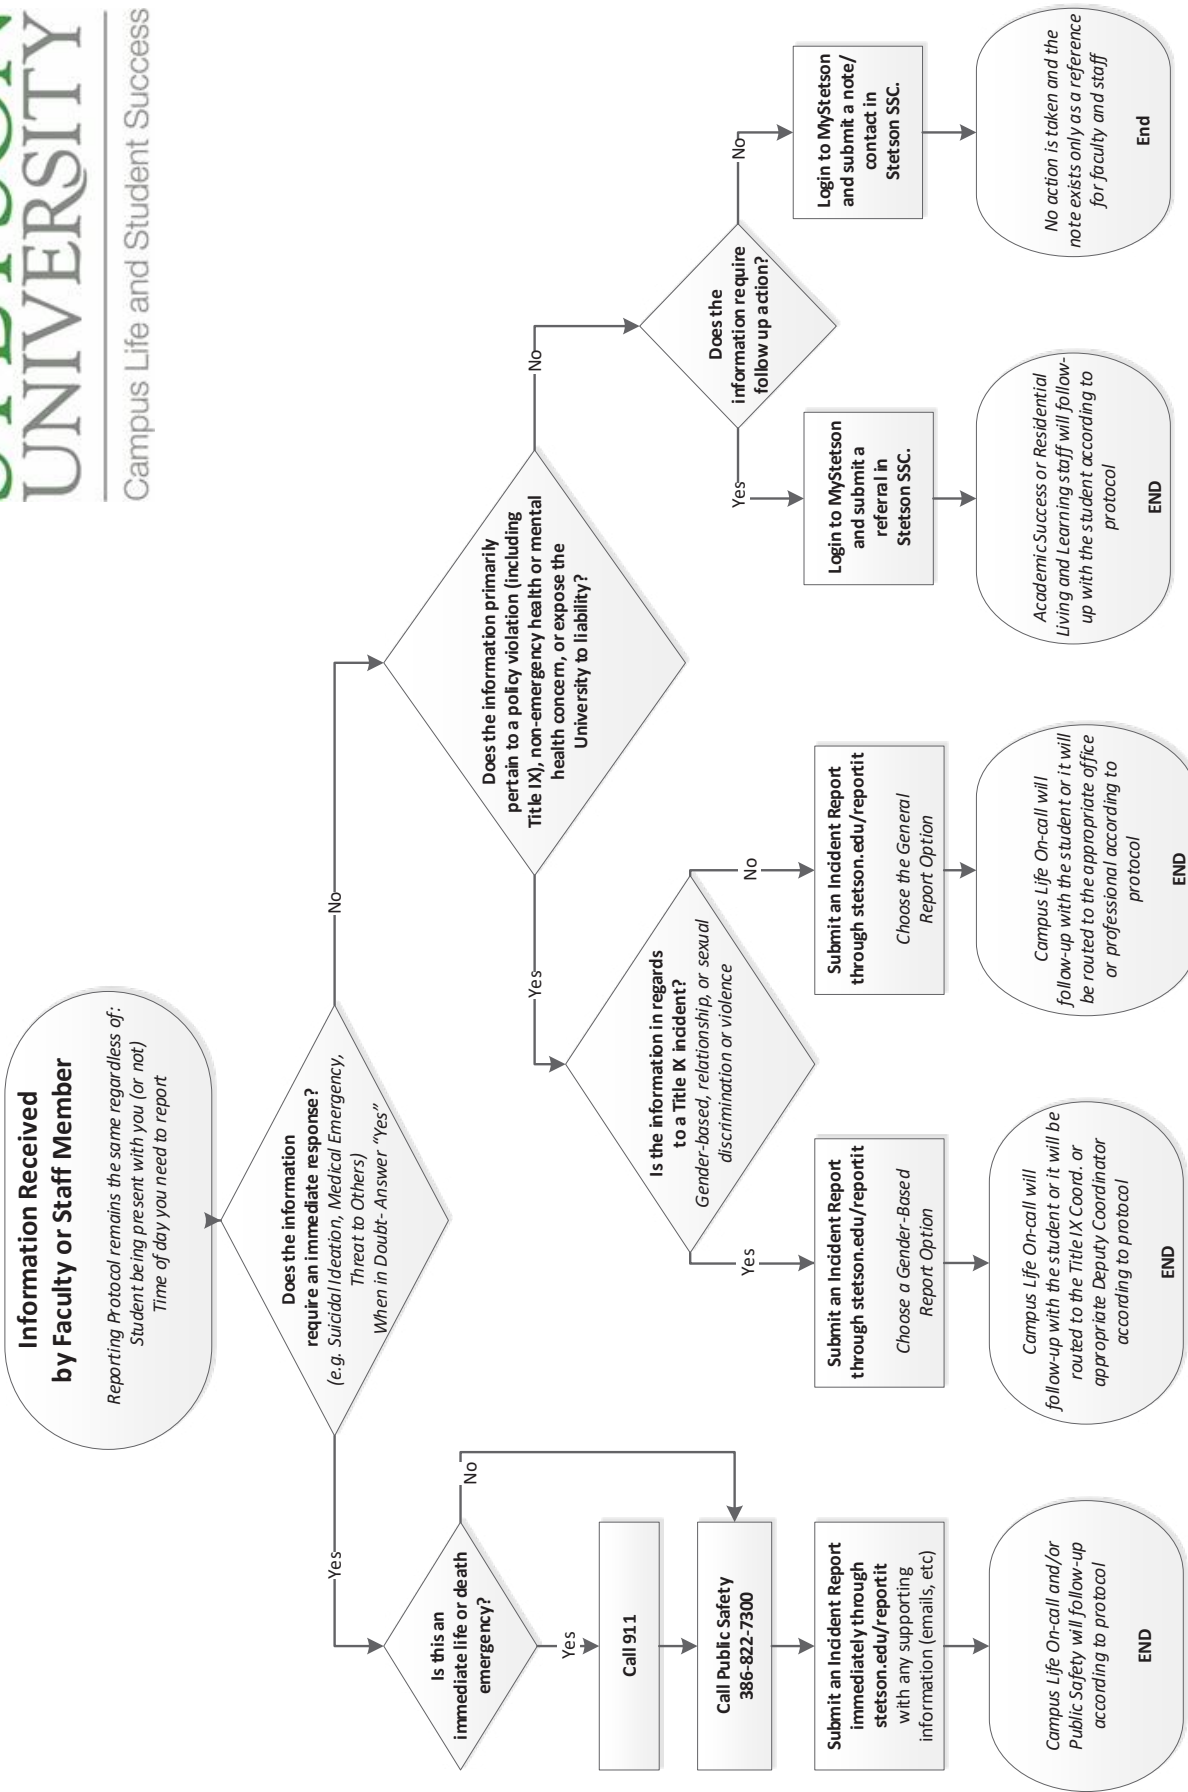 UNIVERSITY
Campus Life and Student Success
Information Received
by Faculty or Staff Member
Reporting Protocol remains the same regardless of:
Student being present with you (or not)
Time of day you need to report
Does the information
require an immediate response?
(e.g. Suicidal Ideation, Medical Emergency,
Threat to Others)
When in Doubt- Answer “Yes”
Yes
No
Is this an
immediate life or death
emergency?
Yes
No
Call 911
Call Public Safety
386-822-7300
Submit an Incident Report
immediately through
stetson.edu/reportit
with any supporting
information (emails, etc)
Campus Life On-call and/or
Public Safety will follow-up
according to protocol
END
Does the information primarily
pertain to a policy violation (including
Title IX), non-emergency health or mental
health concern, or expose the
University to liability?
Yes
No
Is the information in regards
to a Title IX incident?
Gender-based, relationship, or sexual
discrimination or violence
Yes
No
Submit an Incident Report
through stetson.edu/reportit
Choose a Gender-Based
Report Option
Campus Life On-call will
follow-up with the student or it will be
routed to the Title IX Coord. or
appropriate Deputy Coordinator
according to protocol
END
Submit an Incident Report
through stetson.edu/reportit
Choose the General
Report Option
Campus Life On-call will
follow-up with the student or it will
be routed to the appropriate office
or professional according to
protocol
END
Does the
information require
follow up action?
Yes
No
Login to MyStetson
and submit a
referral in
Stetson SSC.
Academic Success or Residential
Living and Learning staff will follow-
up with the student according to
protocol
END
Login to MyStetson
and submit a note/
contact in
Stetson SSC.
No action is taken and the
note exists only as a reference
for faculty and staff
End